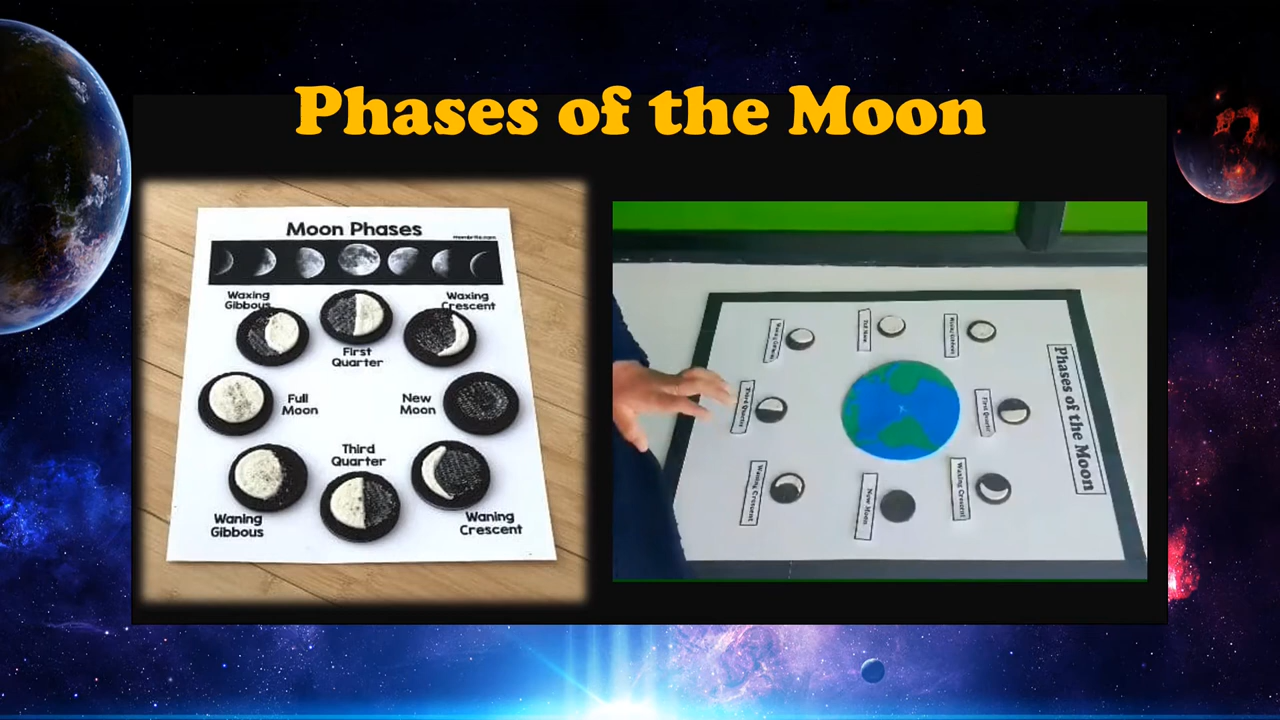 Phases of the Moon
Moon Phases
Waxing
Gibbous
First
Quarter
Waxing
Crescent
Full
Moon
New
Moon
Third
Quarter
Waning
Gibbous
Waning
Crescent
Phases of the Moon
Full Moon
Third Quarter
First Quarter
Waning Crescent
New Moon
Waxing Crescent